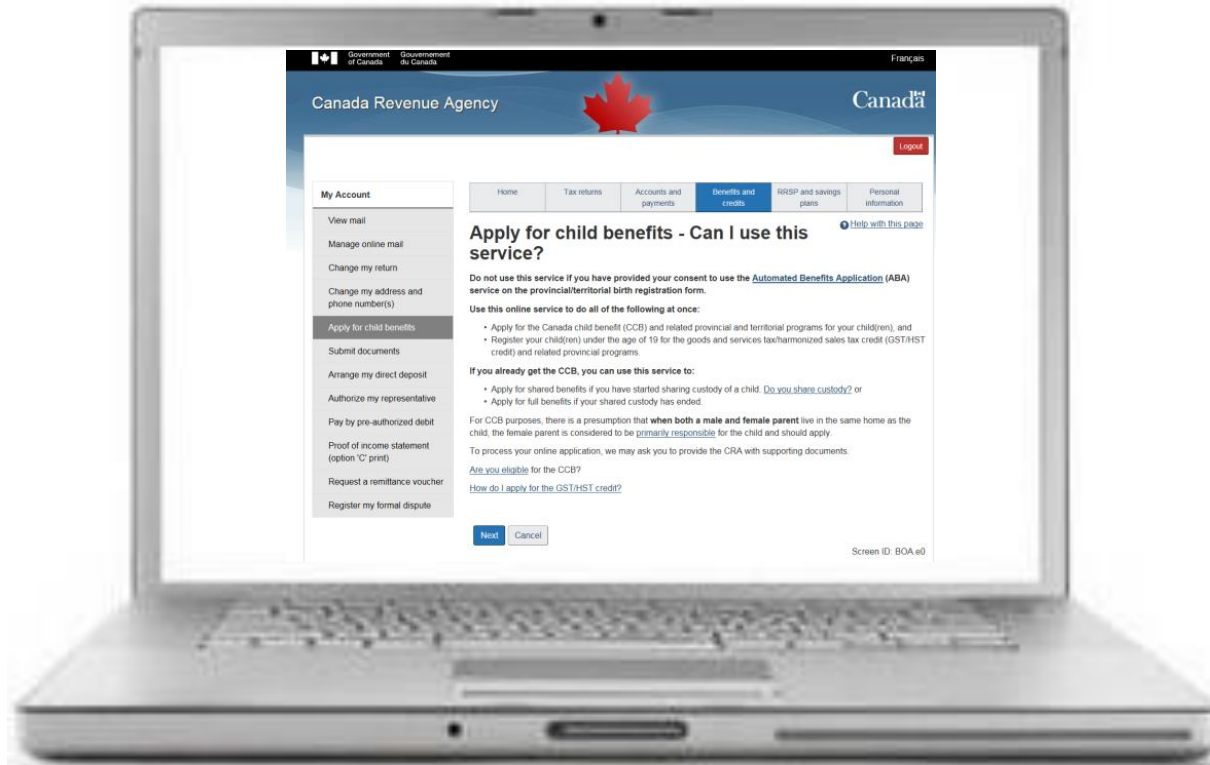 Government of Canada
Gouvernement du Canada
Français
Canada Revenue Agency
Canada
Logout
My Account
View mail
Manage online mail
Change my return
Change my address and
phone number(s)
Apply for child benefits
Submit documents
Arrange my direct deposit
Authorize my representative
Pay by pre-authorized debit
Proof of income statement
(option 'C' print)
Request a remittance voucher
Register my formal dispute
Home
Tax returns
Accounts and
payments
Benefits and
credits
RRSP and savings
plans
Personal
information
Help with this page
Apply for child benefits - Can I use this
service?
Do not use this service if you have provided your consent to use the Automated Benefits Application (ABA)
service on the provincial/territorial birth registration form.
Use this online service to do all of the following at once:
• Apply for the Canada child benefit (CCB) and related provincial and territorial programs for your child(ren), and
• Register your child(ren) under the age of 19 for the goods and services tax/harmonized sales tax credit (GST/HST
credit) and related provincial programs.
If you already get the CCB, you can use this service to:
• Apply for shared benefits if you have started sharing custody of a child. Do you share custody? or
• Apply for full benefits if your shared custody has ended.
For CCB purposes, there is a presumption that when both a male and female parent live in the same home as the
child, the female parent is considered to be primarily responsible for the child and should apply.
To process your online application, we may ask you to provide the CRA with supporting documents.
Are you eligible for the CCB?
How do I apply for the GST/HST credit?
Next
Cancel
Screen ID: BOA.e0